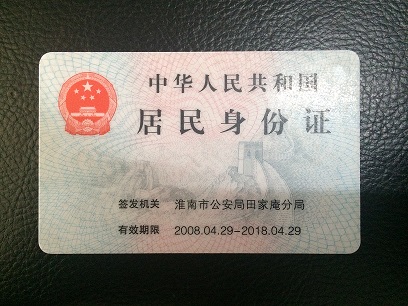 中华人民共和国
居民身份证
签发机关 淮南市公安局田家庵分局
有效期限 2008.04.29-2018.04.29